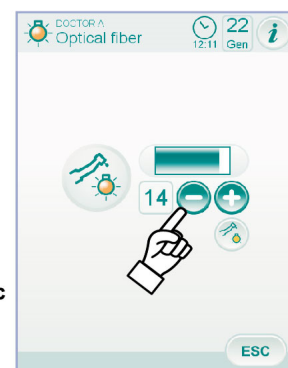 DOCTOR A
Optical fiber
12:11
22
Gen
i
14
c
ESC